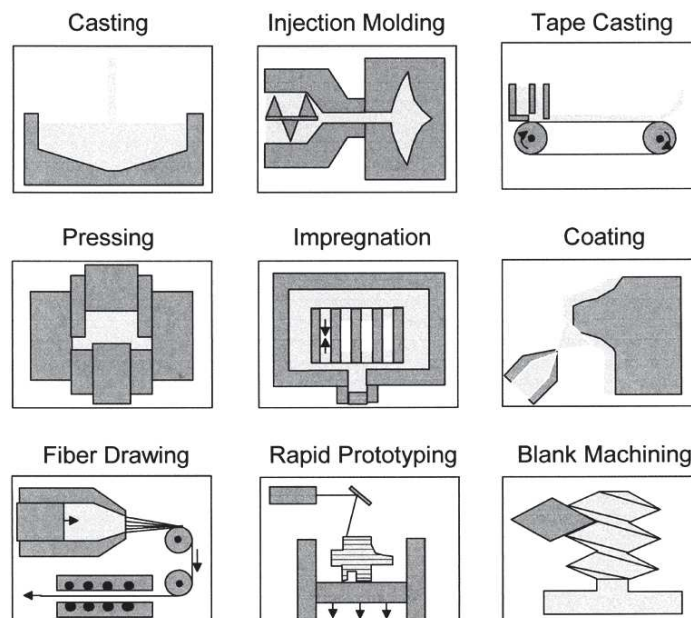 Casting
Injection Molding
Tape Casting
Pressing
Impregnation
Coating
Fiber Drawing
Rapid Prototyping
Blank Machining